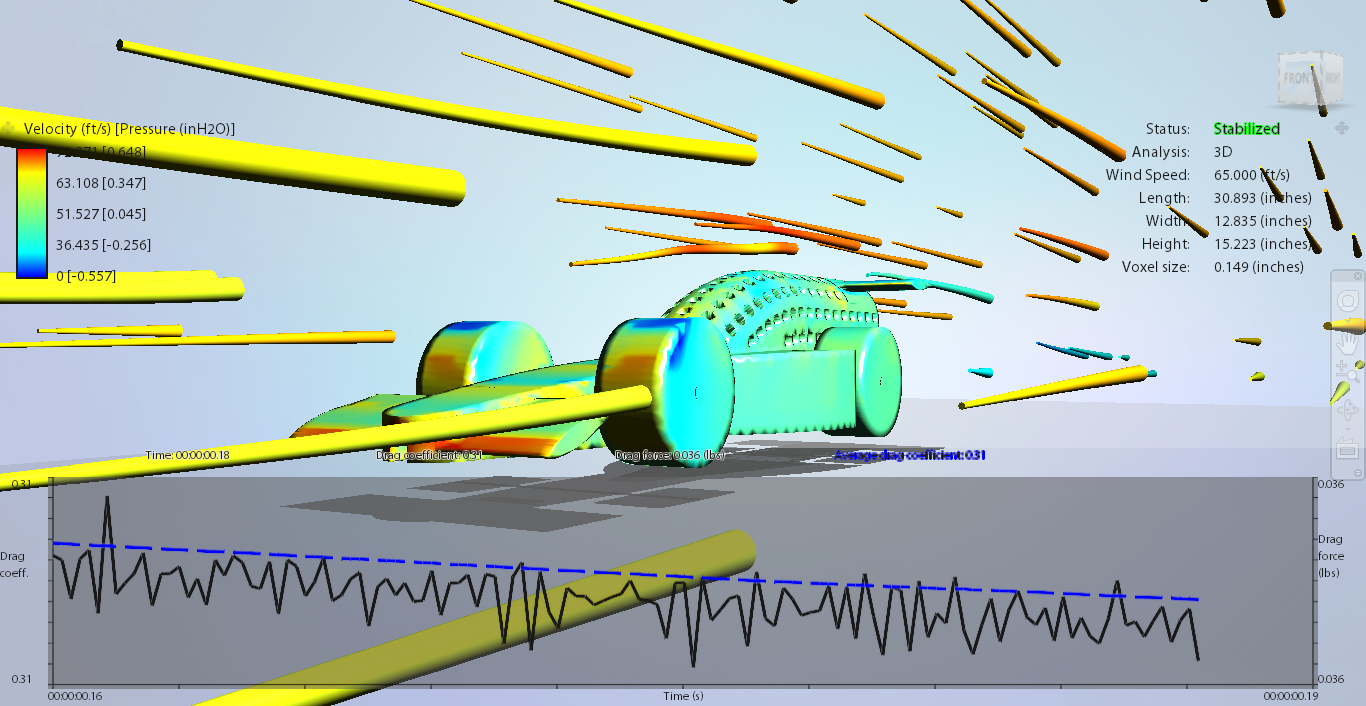 Velocity (ft/s) [Pressure (inH2O)]
[0.648]
63.108 [0.347]
51.527 [0.045]
36.435 [-0.256]
0 [-0.557]
FRONT
Status: Stabilized
Analysis: 3D
Wind Speed: 65.000 (ft/s)
Length: 30.893 (inches)
Width: 12.835 (inches)
Height: 15.223 (inches)
Voxel size: 0.149 (inches)
Time: 00:00:00.18
Drag coefficient: 0.31
Drag force: 0.036 (lbs)
Average drag coefficient: 0.31
0.31
0.036
Drag
coeff.
Drag
force
(lbs)
0.31
0.036
00:00:00.16
Time (s)
00:00:00.19